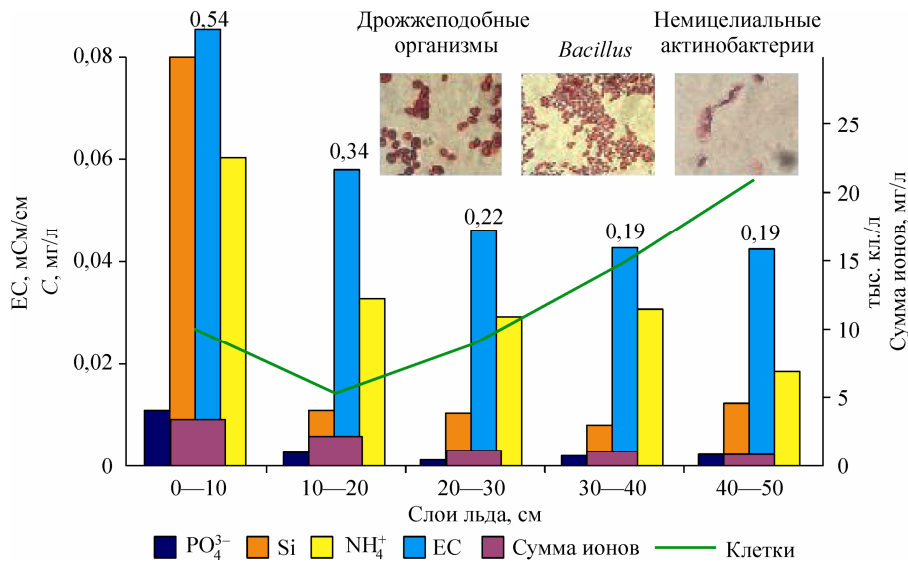 Дрожжеподобные
организмы
Bacillus
Немицелиальные
актинобактерии
0,54
0,34
0,22
0,19
0,19
EC, мСм/см
C, мг/л
0,08
0,06
0,04
0,02
0
25
20
15
10
5
0
тыс. кл./л
Сумма ионов, мг/л
0—10
10—20
20—30
30—40
40—50
Слои льда, см
PO₄³⁻
Si
NH₄⁺
EC
Сумма ионов
Клетки